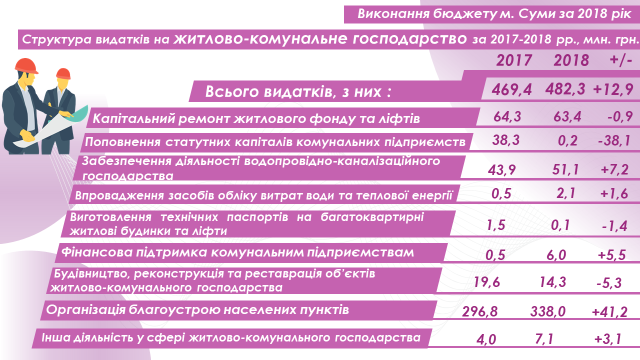 Виконання бюджету м. Суми за 2018 рік
Структура видатків на житлово-комунальне господарство за 2017-2018 рр., млн. грн.
2017 2018 +/-
Всього видатків, з них : 469,4 482,3 +12,9
Капітальний ремонт житлового фонду та ліфтів 64,3 63,4 -0,9
Поповнення статутних капіталів комунальних підприємств 38,3 0,2 -38,1
Забезпечення діяльності водопровідно-каналізаційного
господарства 43,9 51,1 +7,2
Впровадження засобів обліку витрат води та теплової енергії 0,5 2,1 +1,6
Виготовлення технічних паспортів на багатоквартирні
житлові будинки та ліфти 1,5 0,1 -1,4
Фінансова підтримка комунальним підприємствам 0,5 6,0 +5,5
Будівництво, реконструкція та реставрація об'єктів
житлово-комунального господарства 19,6 14,3 -5,3
Організація благоустрою населених пунктів 296,8 338,0 +41,2
Інша діяльність у сфері житлово-комунального господарства 4,0 7,1 +3,1